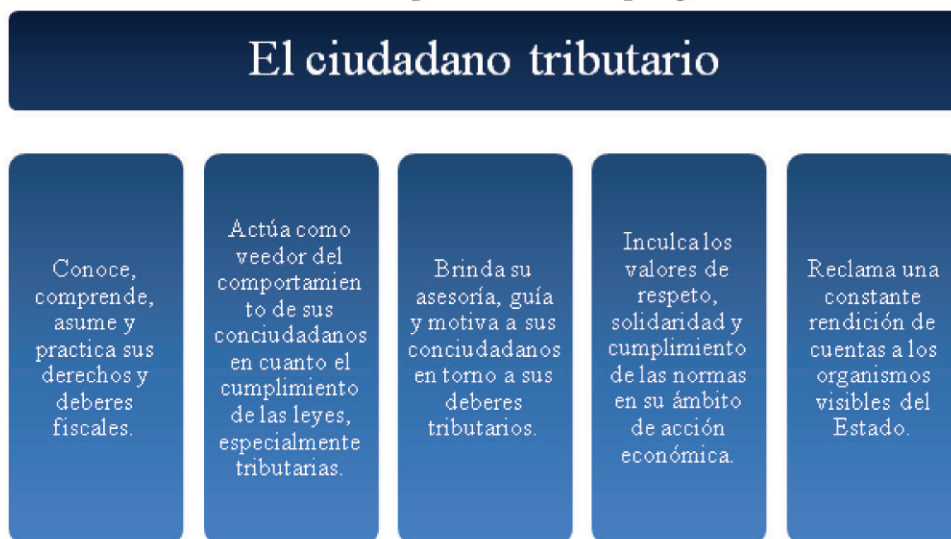 El ciudadano tributario
Conoce,
comprende,
asume y
practica sus
derechos y
deberes
fiscales.
Actúa como
veedor del
comportamien
to de sus
conciudadanos
en cuanto el
cumplimiento
de las leyes,
especialmente
tributarias.
Brinda su
asesoría, guía
y motiva a sus
conciudadanos
en torno a sus
deberes
tributarios.
Inculca los
valores de
respeto,
solidaridad y
cumplimiento
de las normas
en su ámbito
de acción
económica.
Reclama una
constante
rendición de
cuentas a los
organismos
visibles del
Estado.